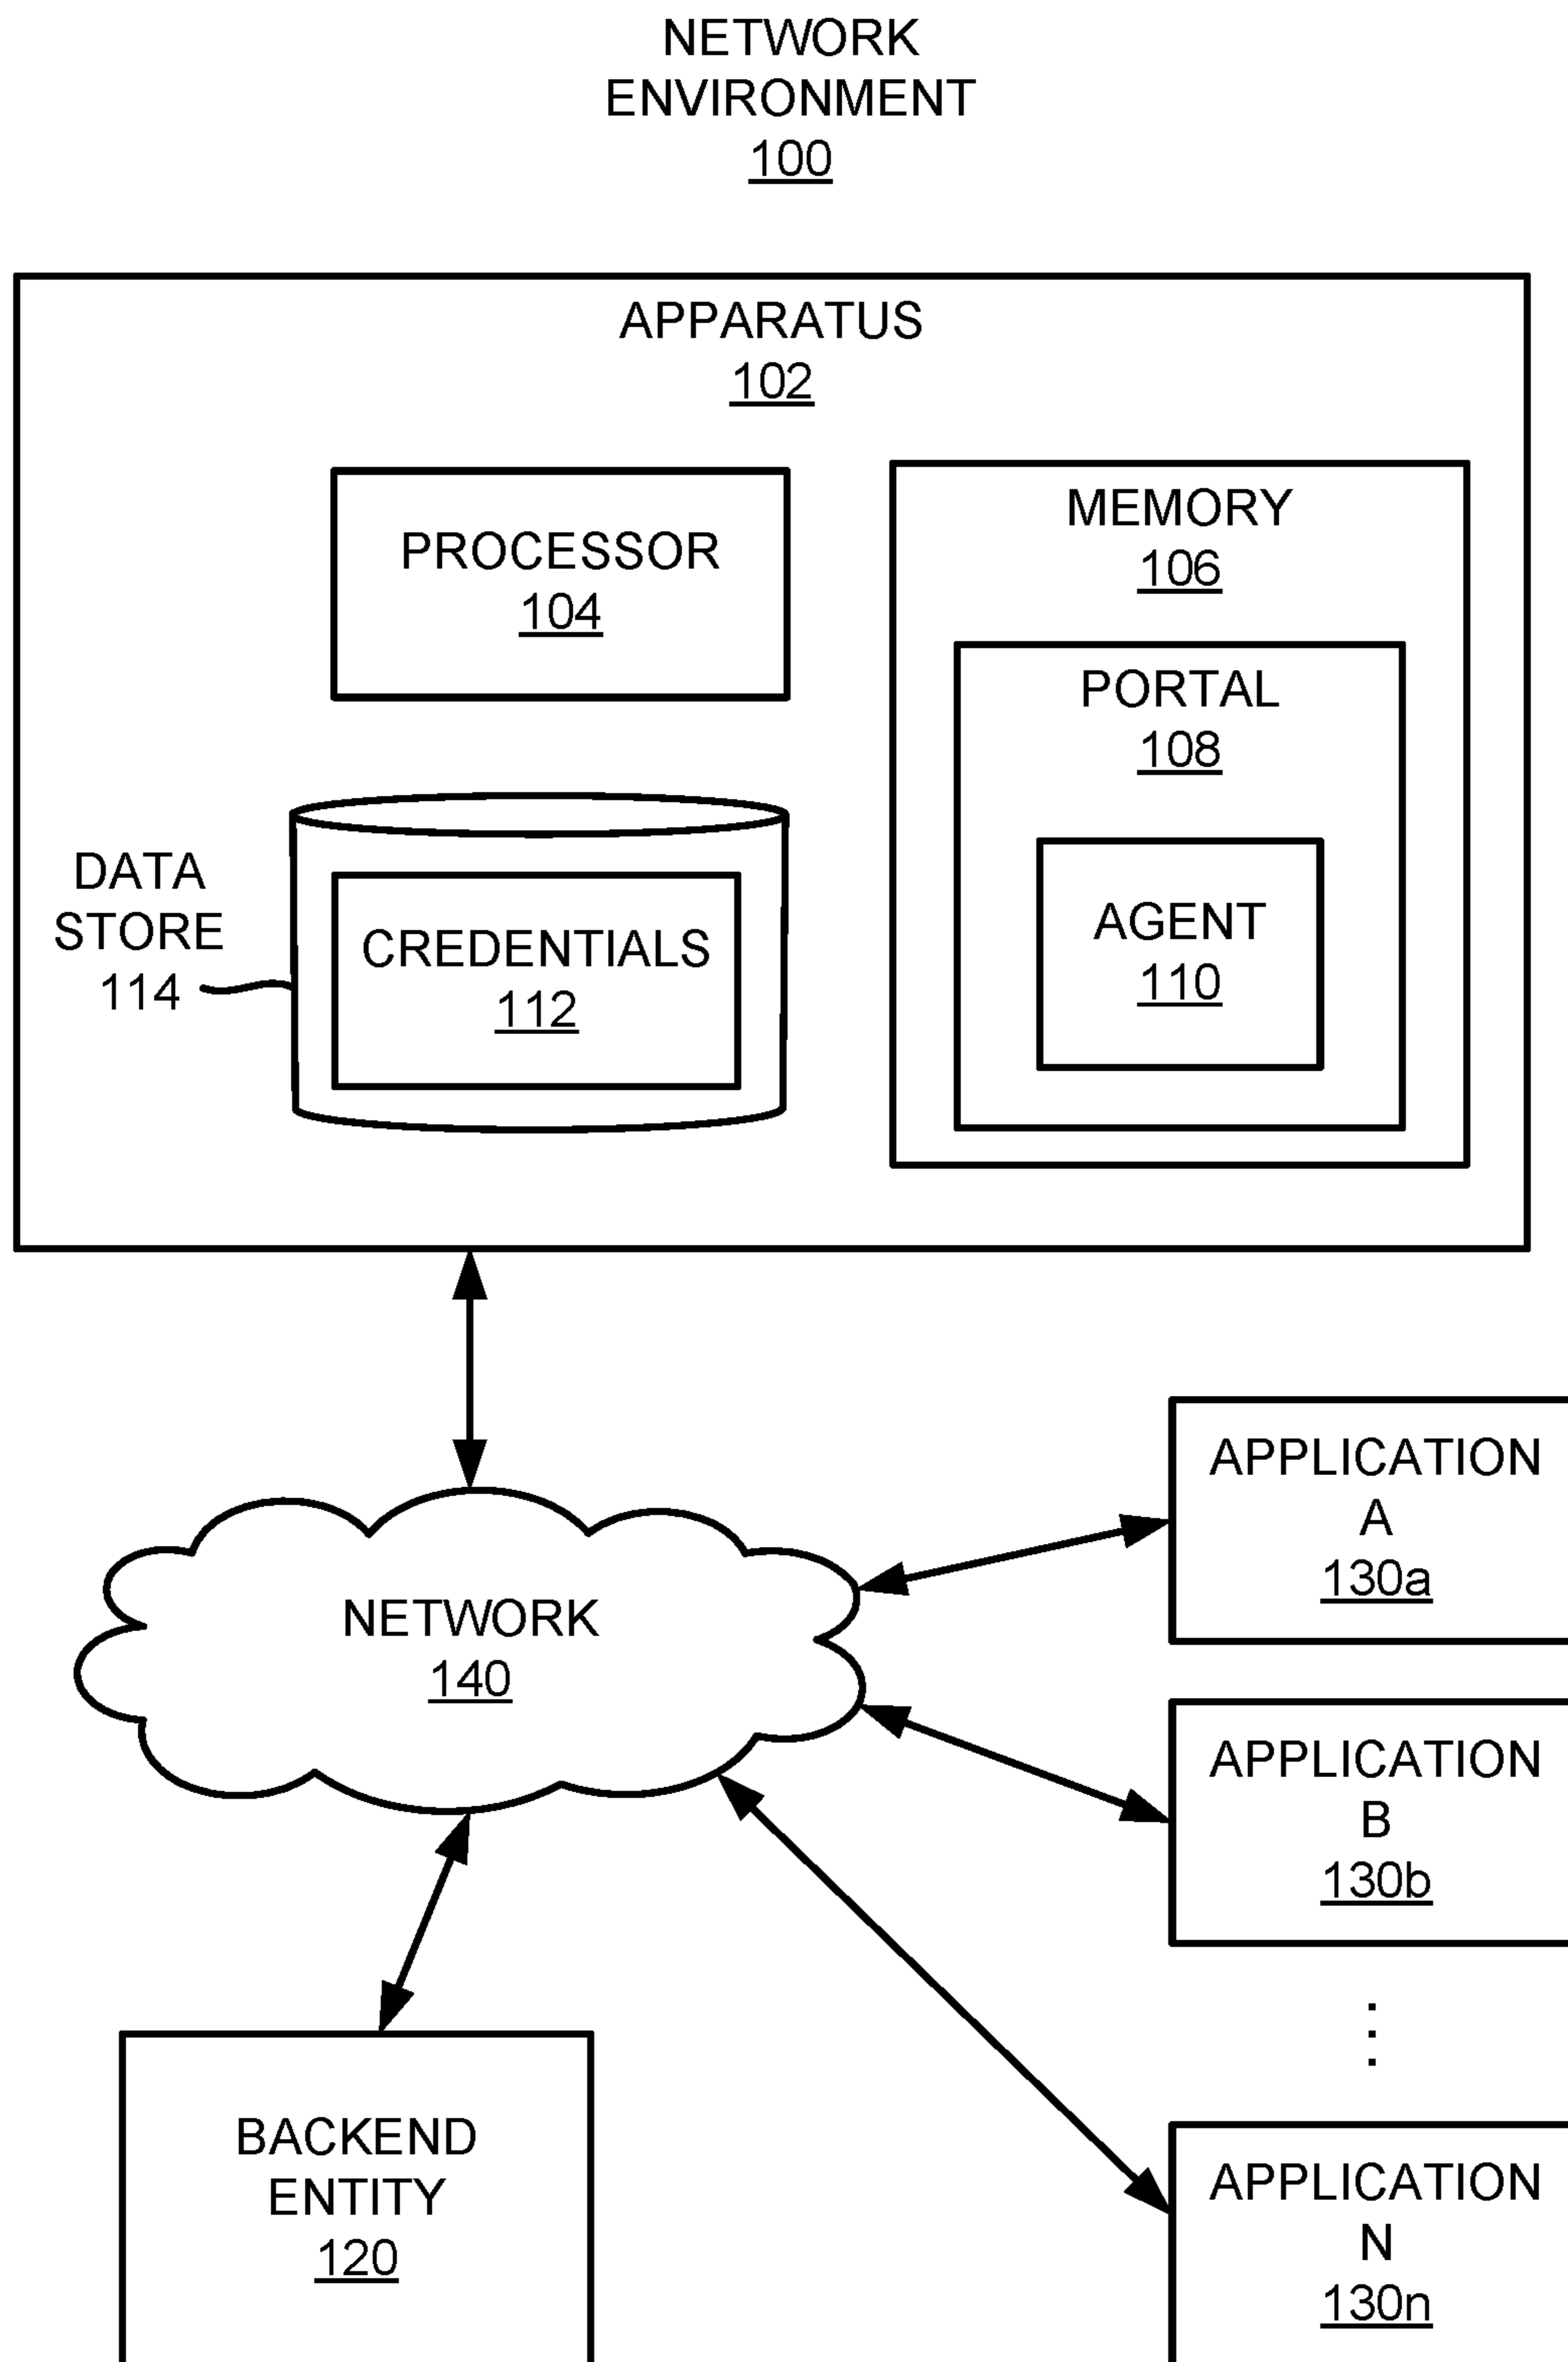 NETWORK
ENVIRONMENT
100
APPARATUS
102
PROCESSOR
104
MEMORY
106
PORTAL
108
AGENT
110
DATA
STORE
114
CREDENTIALS
112
NETWORK
140
APPLICATION
A
130a
APPLICATION
B
130b
APPLICATION
N
130n
BACKEND
ENTITY
120